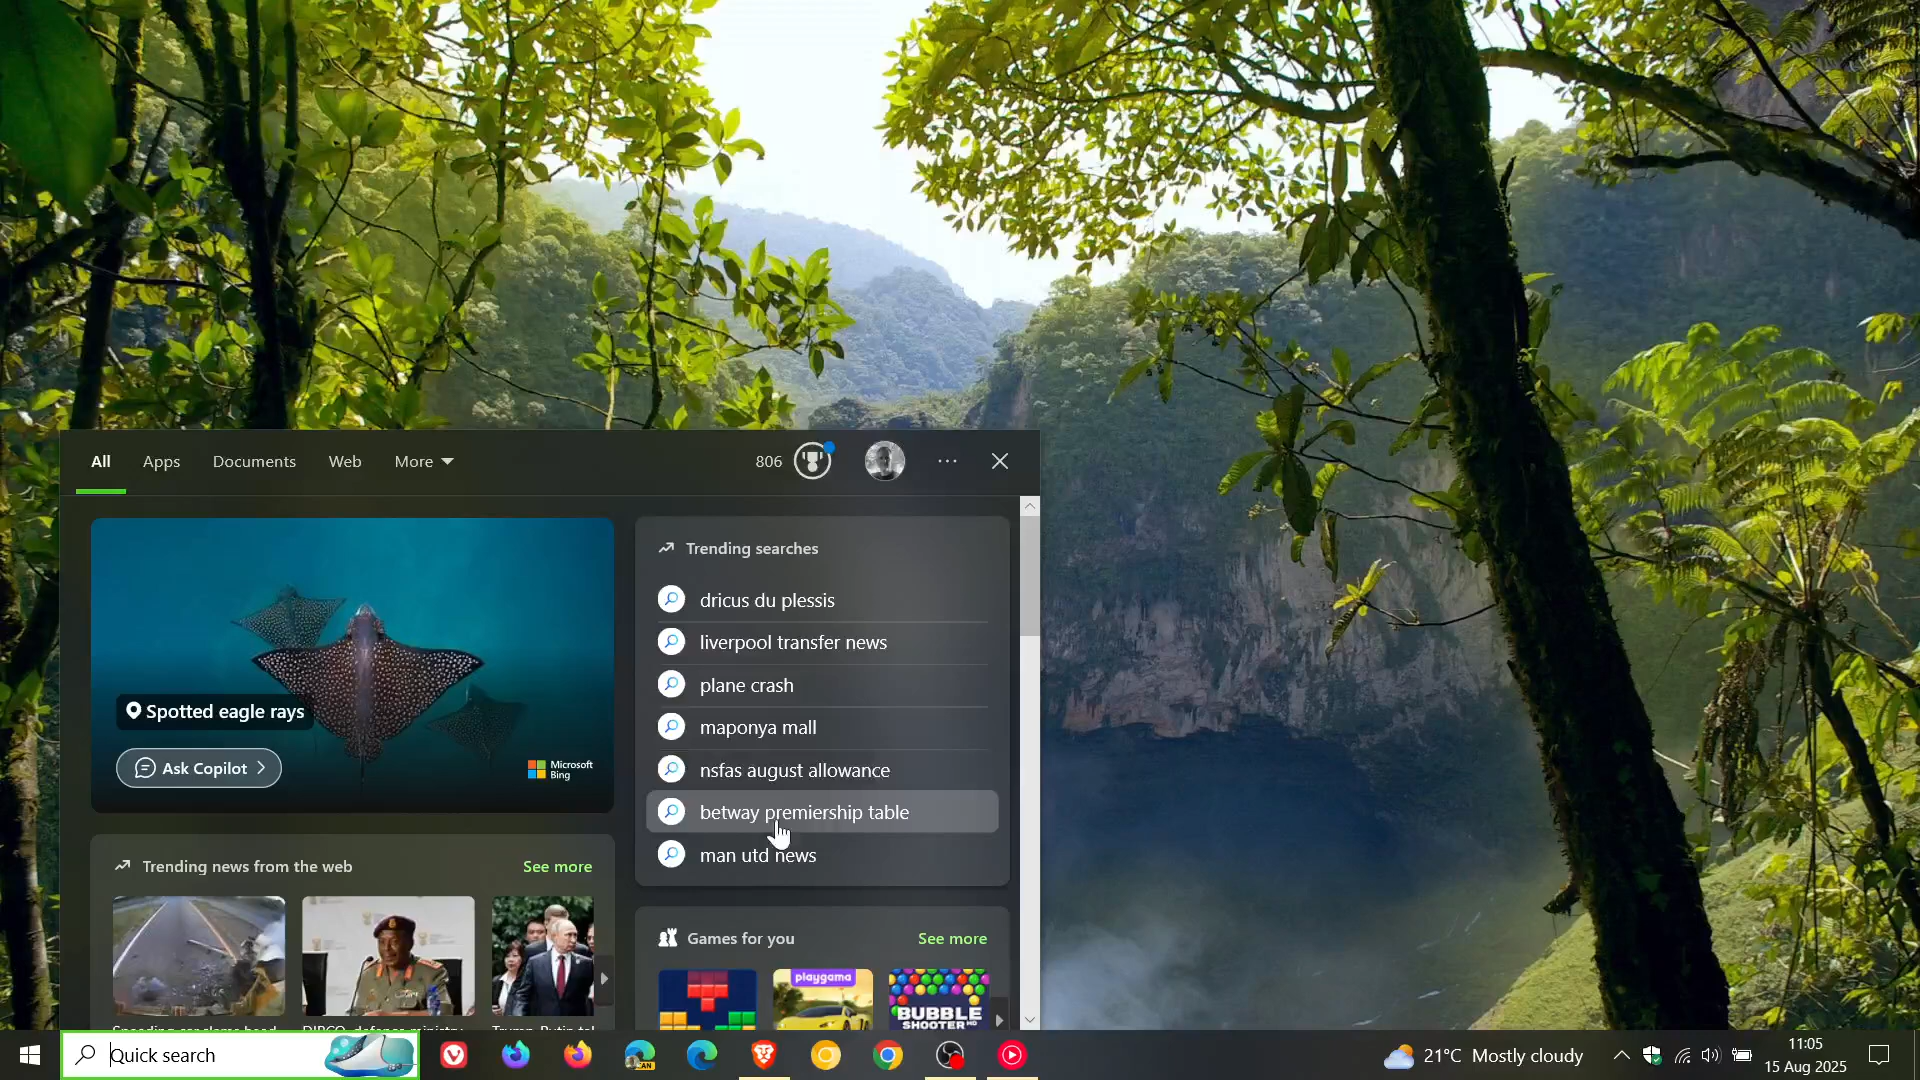 All
Apps
Documents
Web
More
806
Trending searches
dricus du plessis
liverpool transfer news
plane crash
maponya mall
nsfas august allowance
betway premiership table
man utd news
Spotted eagle rays
Ask Copilot
Microsoft
Bing
Trending news from the web
See more
Games for you
See more
playgama
BUBBLE
SHOOTER HD
Quick search
21°C Mostly cloudy
11:05
15 Aug 2025